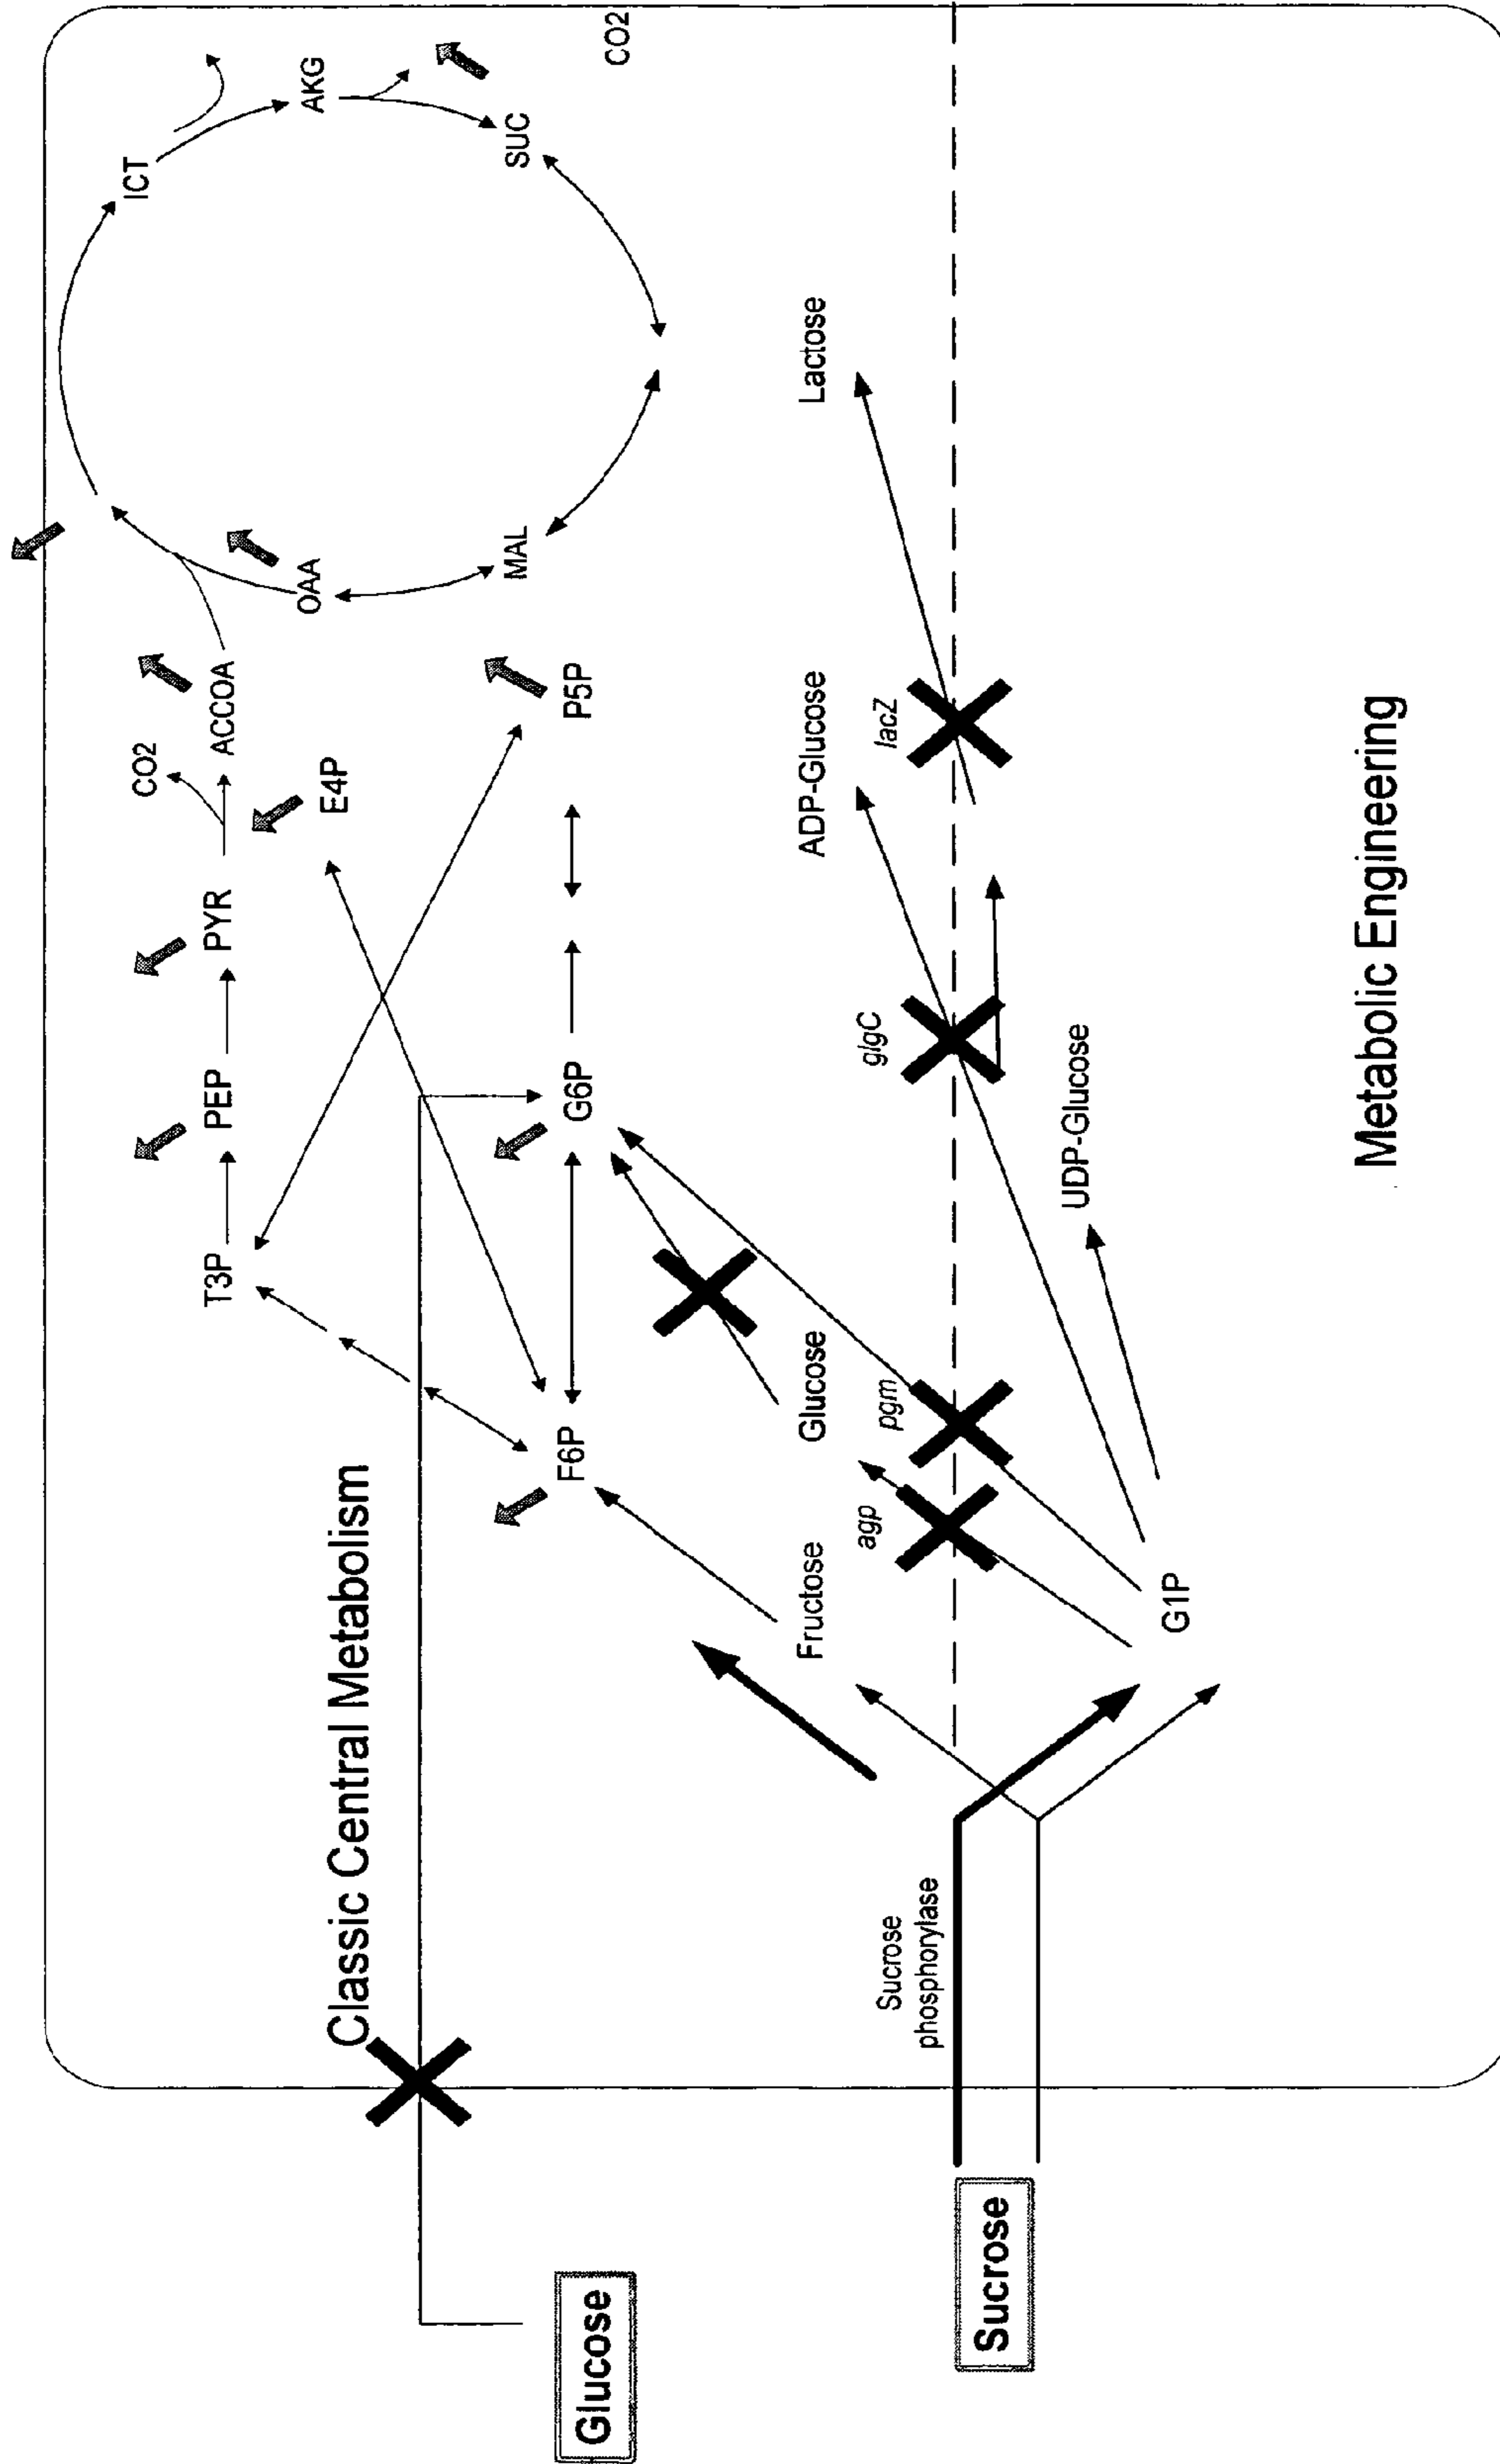 Classic Central Metabolism
Glucose
Sucrose
Sucrose
phosphorylase
T3P
PEP
PYR
CO2
ACCOA
ICT
AKG
SUC
CO2
OAA
MAL
E4P
P5P
F6P
G6P
Fructose
Glucose
ADP-Glucose
Lactose
agp
pgm
glgC
lacZ
G1P
UDP-Glucose
Metabolic Engineering